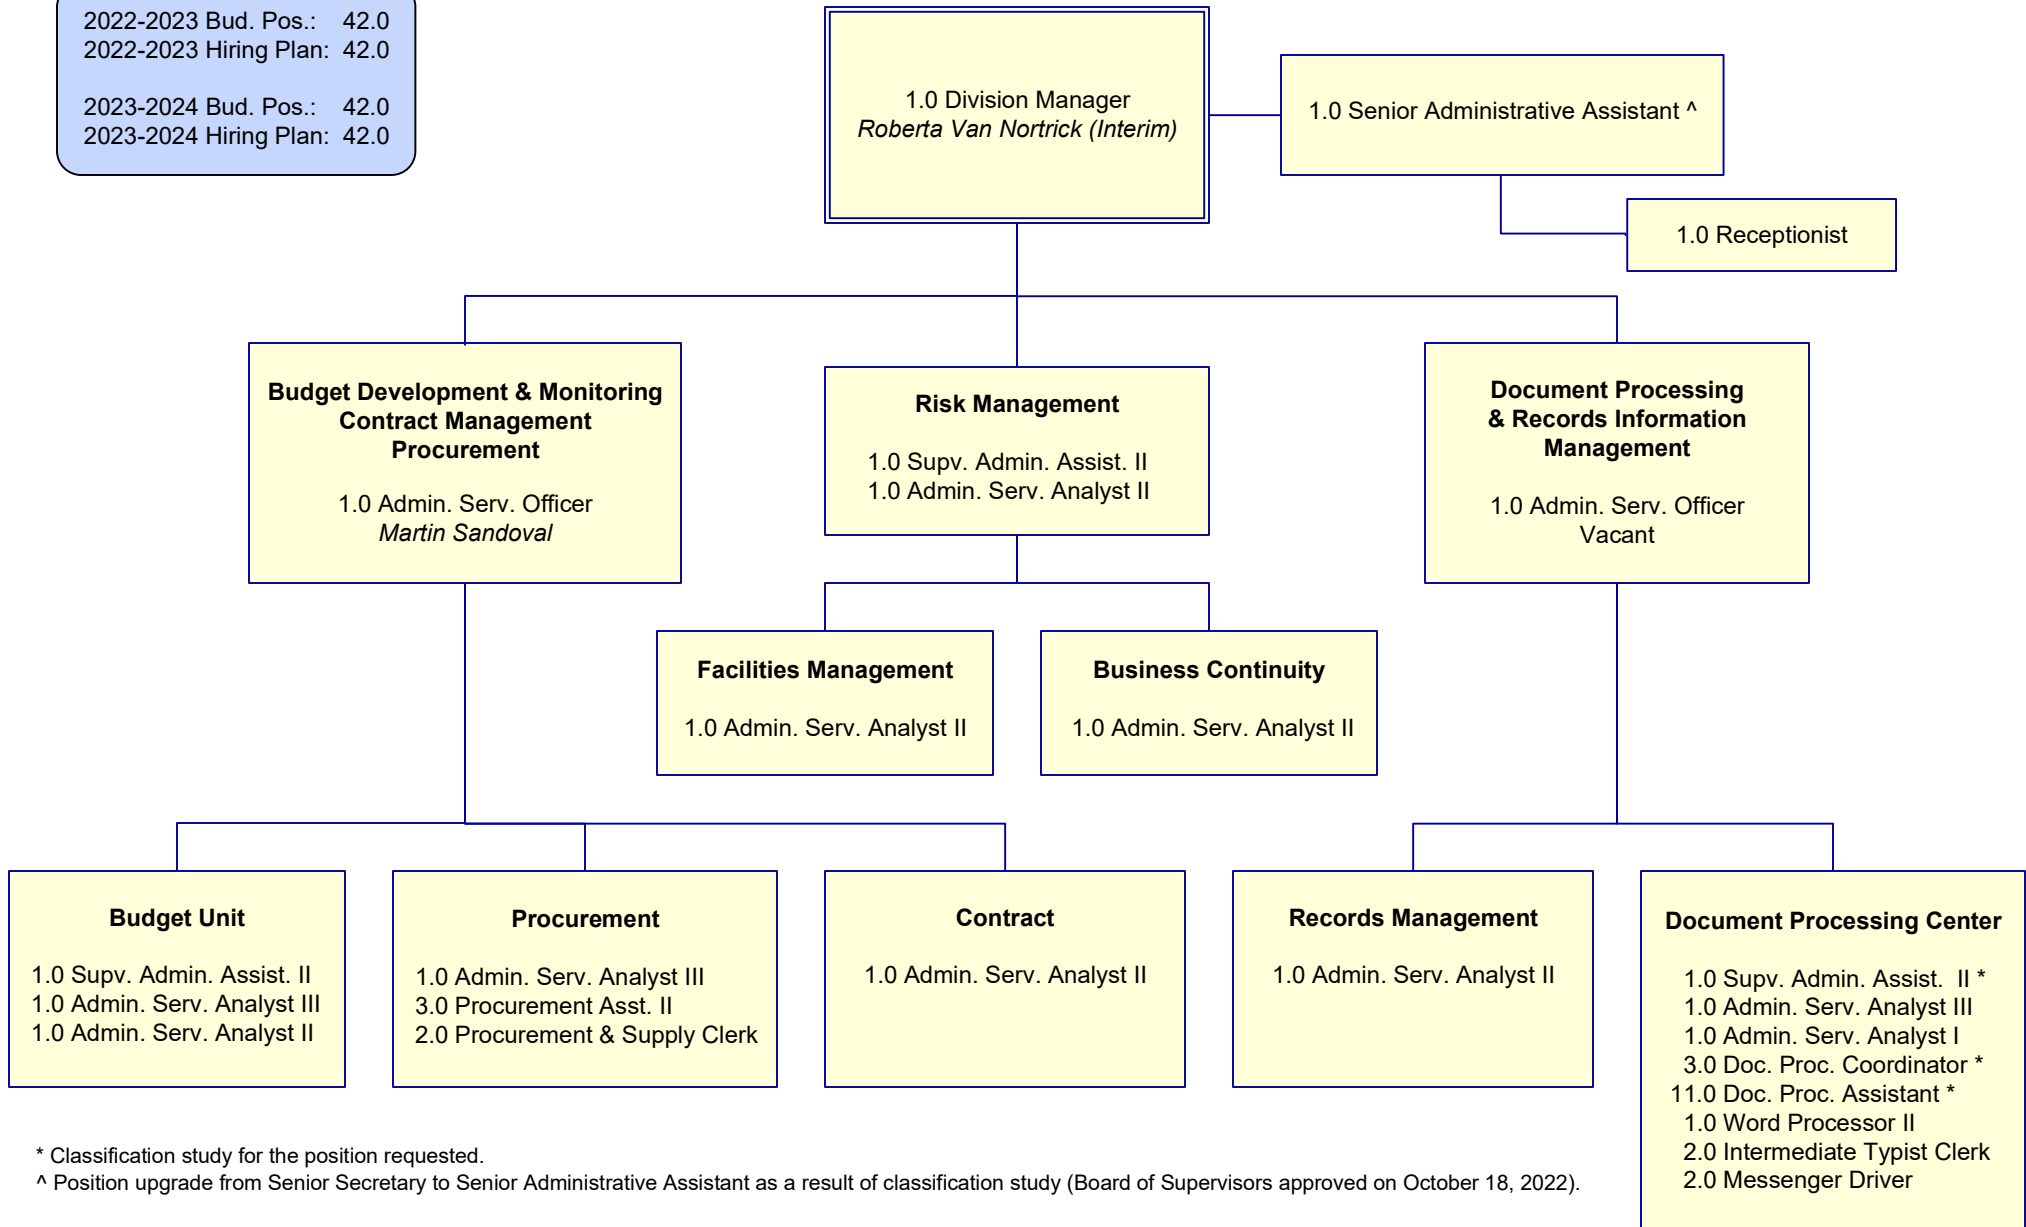 2022-2023 Bud. Pos.: 42.0
2022-2023 Hiring Plan: 42.0
2023-2024 Bud. Pos.: 42.0
2023-2024 Hiring Plan: 42.0
1.0 Division Manager
Roberta Van Nortrick (Interim)
1.0 Senior Administrative Assistant ^
1.0 Receptionist
Budget Development & Monitoring
Contract Management
Procurement
1.0 Admin. Serv. Officer
Martin Sandoval
Risk Management
1.0 Supv. Admin. Assist. II
1.0 Admin. Serv. Analyst II
Document Processing
& Records Information
Management
1.0 Admin. Serv. Officer
Vacant
Facilities Management
1.0 Admin. Serv. Analyst II
Business Continuity
1.0 Admin. Serv. Analyst II
Budget Unit
1.0 Supv. Admin. Assist. II
1.0 Admin. Serv. Analyst III
1.0 Admin. Serv. Analyst II
Procurement
1.0 Admin. Serv. Analyst III
3.0 Procurement Asst. II
2.0 Procurement & Supply Clerk
Contract
1.0 Admin. Serv. Analyst II
Records Management
1.0 Admin. Serv. Analyst II
Document Processing Center
1.0 Supv. Admin. Assist. II *
1.0 Admin. Serv. Analyst III
1.0 Admin. Serv. Analyst I
3.0 Doc. Proc. Coordinator *
11.0 Doc. Proc. Assistant *
1.0 Word Processor II
2.0 Intermediate Typist Clerk
2.0 Messenger Driver
* Classification study for the position requested.
^ Position upgrade from Senior Secretary to Senior Administrative Assistant as a result of classification study (Board of Supervisors approved on October 18, 2022).